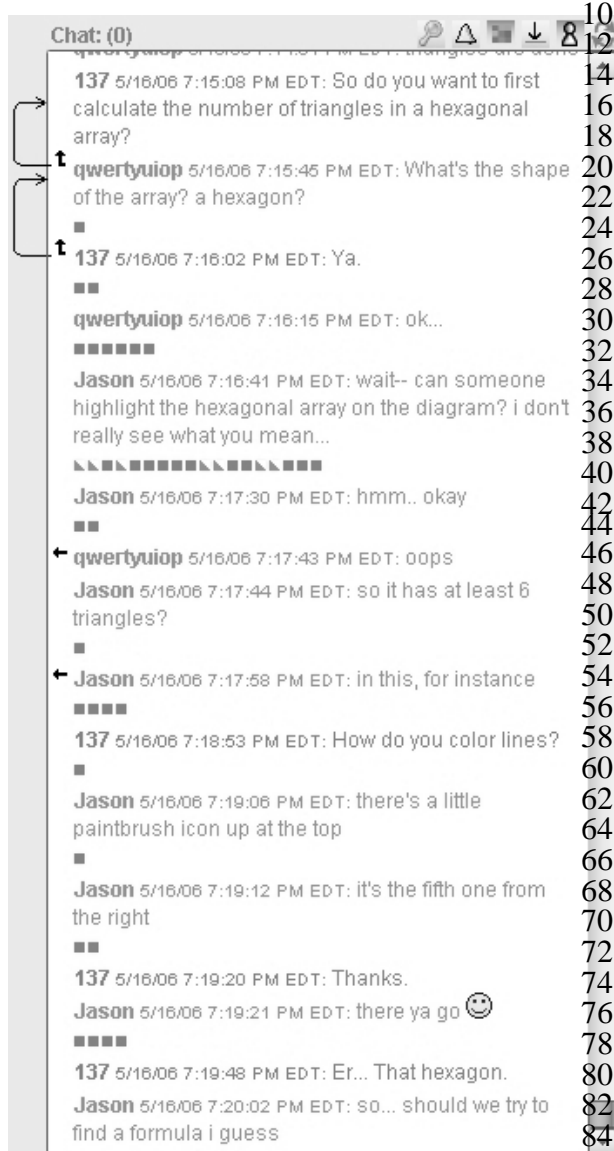 10
Chat: (0)
12
14
137 5/16/06 7:15:08 PM EDT: So do you want to first
calculate the number of triangles in a hexagonal
16
array?
18
qwertyuiop 5/16/06 7:15:45 PM EDT: What's the shape
20
of the array? a hexagon?
22
24
137 5/16/06 7:16:02 PM EDT: Ya.
26
28
qwertyuiop 5/16/06 7:16:15 PM EDT: ok...
30
32
Jason 5/16/06 7:16:41 PM EDT: wait-- can someone
34
highlight the hexagonal array on the diagram? i don't
36
really see what you mean...
38
40
Jason 5/16/06 7:17:30 PM EDT: hmm.. okay
42
44
qwertyuiop 5/16/06 7:17:43 PM EDT: oops
46
Jason 5/16/06 7:17:44 PM EDT: so it has at least 6
48
triangles?
50
52
Jason 5/16/06 7:17:58 PM EDT: in this, for instance
54
56
137 5/16/06 7:18:53 PM EDT: How do you color lines?
58
60
Jason 5/16/06 7:19:06 PM EDT: there's a little
62
paintbrush icon up at the top
64
66
Jason 5/16/06 7:19:12 PM EDT: it's the fifth one from
68
the right
70
72
137 5/16/06 7:19:20 PM EDT: Thanks.
74
Jason 5/16/06 7:19:21 PM EDT: there ya go
76
78
137 5/16/06 7:19:48 PM EDT: Er... That hexagon.
80
Jason 5/16/06 7:20:02 PM EDT: so... should we try to
82
find a formula i guess
84